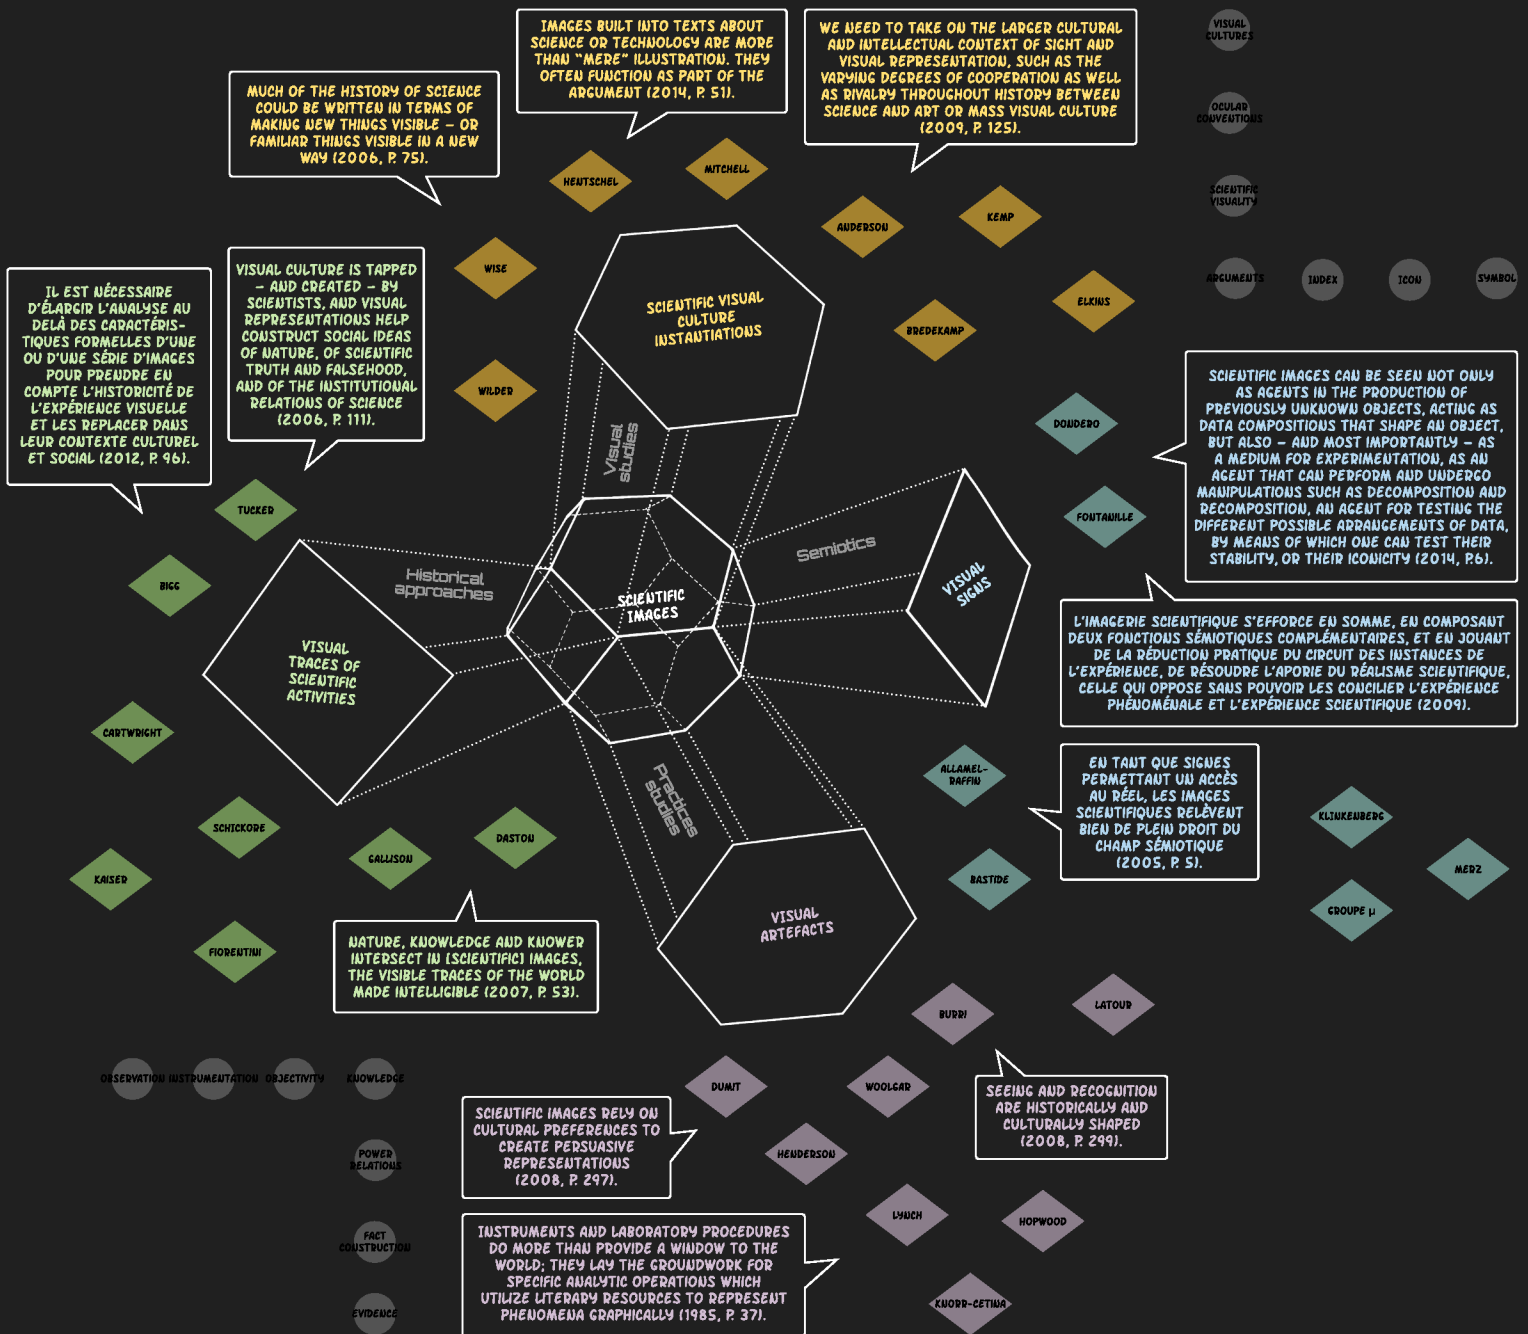 IMAGES BUILT INTO TEXTS ABOUT
SCIENCE OR TECHNOLOGY ARE MORE
THAN “MERE” ILLUSTRATION. THEY
OFTEN FUNCTION AS PART OF THE
ARGUMENT (2014, P. 51).
WE NEED TO TAKE ON THE LARGER CULTURAL
AND INTELLECTUAL CONTEXT OF SIGHT AND
VISUAL REPRESENTATION, SUCH AS THE
VARYING DEGREES OF COOPERATION AS WELL
AS RIVALRY THROUGHOUT HISTORY BETWEEN
SCIENCE AND ART OR MASS VISUAL CULTURE
(2009, P. 125).
VISUAL
CULTURES
MUCH OF THE HISTORY OF SCIENCE
COULD BE WRITTEN IN TERMS OF
MAKING NEW THINGS VISIBLE – OR
FAMILIAR THINGS VISIBLE IN A NEW
WAY (2006, P. 75).
OCULAR
CONVENTIONS
HENTSCHEL
MITCHELL
SCIENTIFIC
VISUALITY
ANDERSON
KEMP
WISE
ARGUMENTS
INDEX
ICON
SYMBOL
ELKINS
BREDEKAMP
WILDER
SCIENTIFIC VISUAL
CULTURE
INSTANTIATIONS
IL EST NÉCESSAIRE
D’ÉLARGIR L’ANALYSE AU
DELÀ DES CARACTÉRIS-
TIQUES FORMELLES D’UNE
OU D’UNE SÉRIE D’IMAGES
POUR PRENDRE EN
COMPTE L’HISTORICITÉ DE
L’EXPÉRIENCE VISUELLE
ET LES REPLACER DANS
LEUR CONTEXTE CULTUREL
ET SOCIAL (2012, P. 96).
VISUAL CULTURE IS TAPPED
– AND CREATED – BY
SCIENTISTS, AND VISUAL
REPRESENTATIONS HELP
CONSTRUCT SOCIAL IDEAS
OF NATURE, OF SCIENTIFIC
TRUTH AND FALSEHOOD,
AND OF THE INSTITUTIONAL
RELATIONS OF SCIENCE
(2006, P. 111).
SCIENTIFIC IMAGES CAN BE SEEN NOT ONLY
AS AGENTS IN THE PRODUCTION OF
PREVIOUSLY UNKNOWN OBJECTS, ACTING AS
DATA COMPOSITIONS THAT SHAPE AN OBJECT,
BUT ALSO – AND MOST IMPORTANTLY – AS
A MEDIUM FOR EXPERIMENTATION, AS AN
AGENT THAT CAN PERFORM AND UNDERGO
MANIPULATIONS SUCH AS DECOMPOSITION AND
RECOMPOSITION, AN AGENT FOR TESTING THE
DIFFERENT POSSIBLE ARRANGEMENTS OF DATA,
BY MEANS OF WHICH ONE CAN TEST THEIR
STABILITY, OR THEIR ICONICITY (2014, P.6).
DONDERO
FONTANILLE
Visual
studies
TUCKER
BIGG
Historical
approaches
Semiotics
SCIENTIFIC
IMAGES
VISUAL
SIGNS
L’IMAGERIE SCIENTIFIQUE S’EFFORCE EN SOMME, EN COMPOSANT
DEUX FONCTIONS SÉMIOTIQUES COMPLÉMENTAIRES, ET EN JOUANT
DE LA RÉDUCTION PRATIQUE DU CIRCUIT DES INSTANCES DE
L’EXPÉRIENCE, DE RÉSOUDRE L’APORIE DU RÉALISME SCIENTIFIQUE,
CELLE QUI OPPOSE SANS POUVOIR LES CONCILIER L’EXPÉRIENCE
PHÉNOMÉNALE ET L’EXPÉRIENCE SCIENTIFIQUE (2009).
VISUAL
TRACES OF
SCIENTIFIC
ACTIVITIES
CARTWRIGHT
SCHICKORE
KAISER
GALLISON
DASTON
FIORENTINI
Practices
studies
ALLAMEL-
RAFFIN
BASTIDE
EN TANT QUE SIGNES
PERMETTANT UN ACCÈS
AU RÉEL, LES IMAGES
SCIENTIFIQUES RELÈVENT
BIEN DE PLEIN DROIT DU
CHAMP SÉMIOTIQUE
(2005, P. 5).
KLINKENBERG
MERZ
GROUPE µ
NATURE, KNOWLEDGE AND KNOWER
INTERSECT IN [SCIENTIFIC] IMAGES,
THE VISIBLE TRACES OF THE WORLD
MADE INTELLIGIBLE (2007, P. 53).
VISUAL
ARTEFACTS
BURRI
LATOUR
OBSERVATION
INSTRUMENTATION
OBJECTIVITY
KNOWLEDGE
DUMIT
WOOLGAR
SEEING AND RECOGNITION
ARE HISTORICALLY AND
CULTURALLY SHAPED
(2008, P. 299).
SCIENTIFIC IMAGES RELY ON
CULTURAL PREFERENCES TO
CREATE PERSUASIVE
REPRESENTATIONS
(2008, P. 297).
HENDERSON
POWER
RELATIONS
LYNCH
HOPWOOD
FACT
CONSTRUCTION
INSTRUMENTS AND LABORATORY PROCEDURES
DO MORE THAN PROVIDE A WINDOW TO THE
WORLD; THEY LAY THE GROUNDWORK FOR
SPECIFIC ANALYTIC OPERATIONS WHICH
UTILIZE LITERARY RESOURCES TO REPRESENT
PHENOMENA GRAPHICALLY (1985, P. 37).
KNORR-CETINA
EVIDENCE